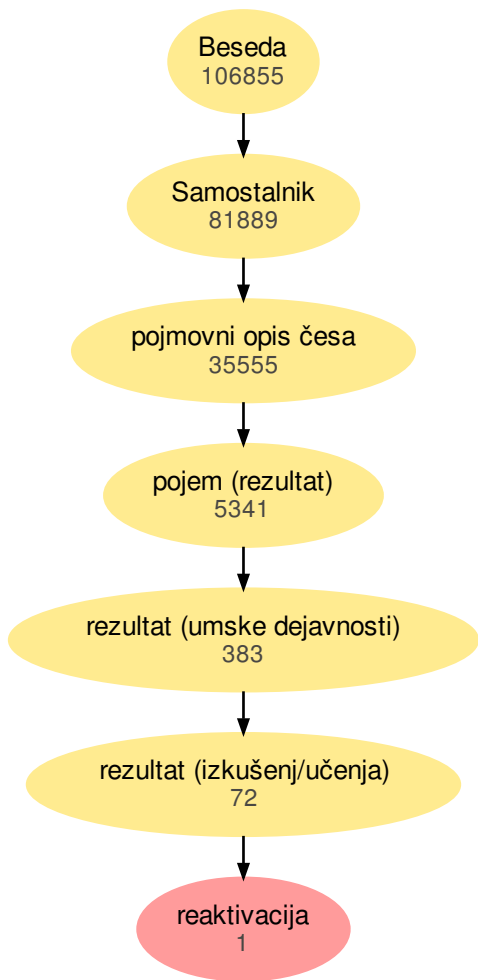 Beseda
106855
Samostalnik
81889
pojmovni opis česa
35555
pojem (rezultat)
5341
rezultat (umske dejavnosti)
383
rezultat (izkušenj/učenja)
72
reaktivacija
1